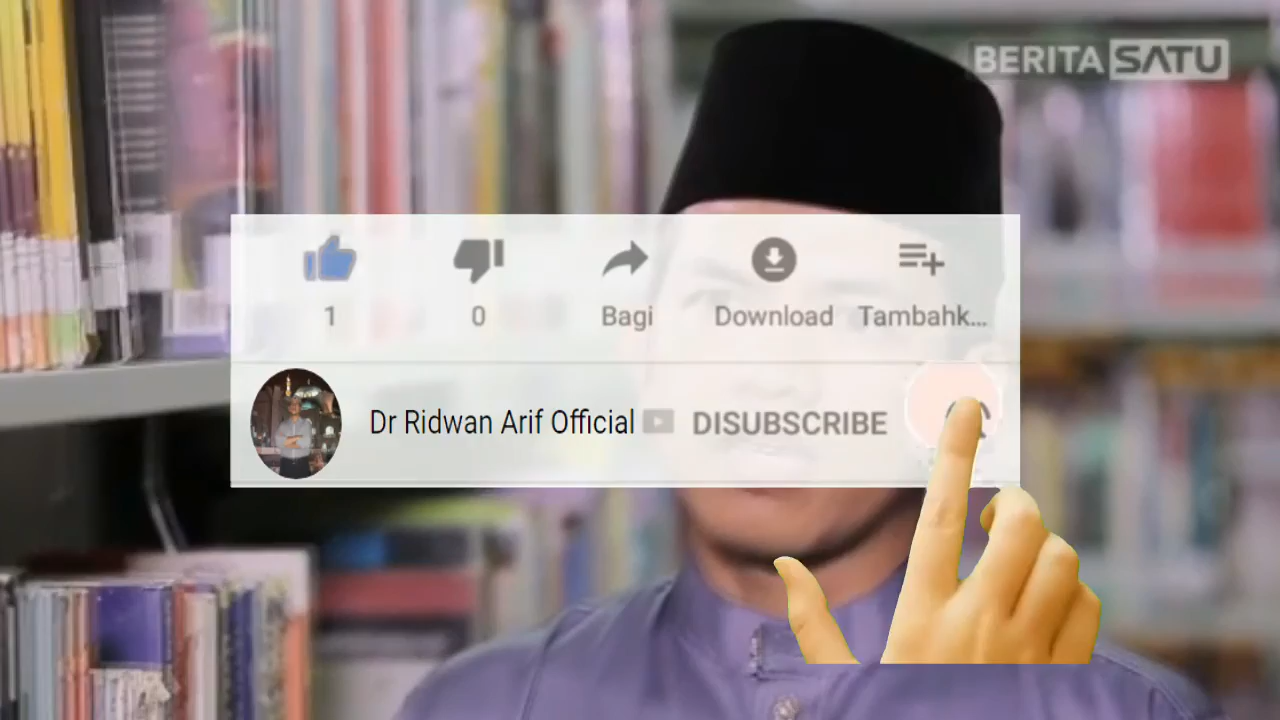 BERITA SATU
1 0 Bagi Download Tambahk...
Dr Ridwan Arif Official DISUBSCRIBE